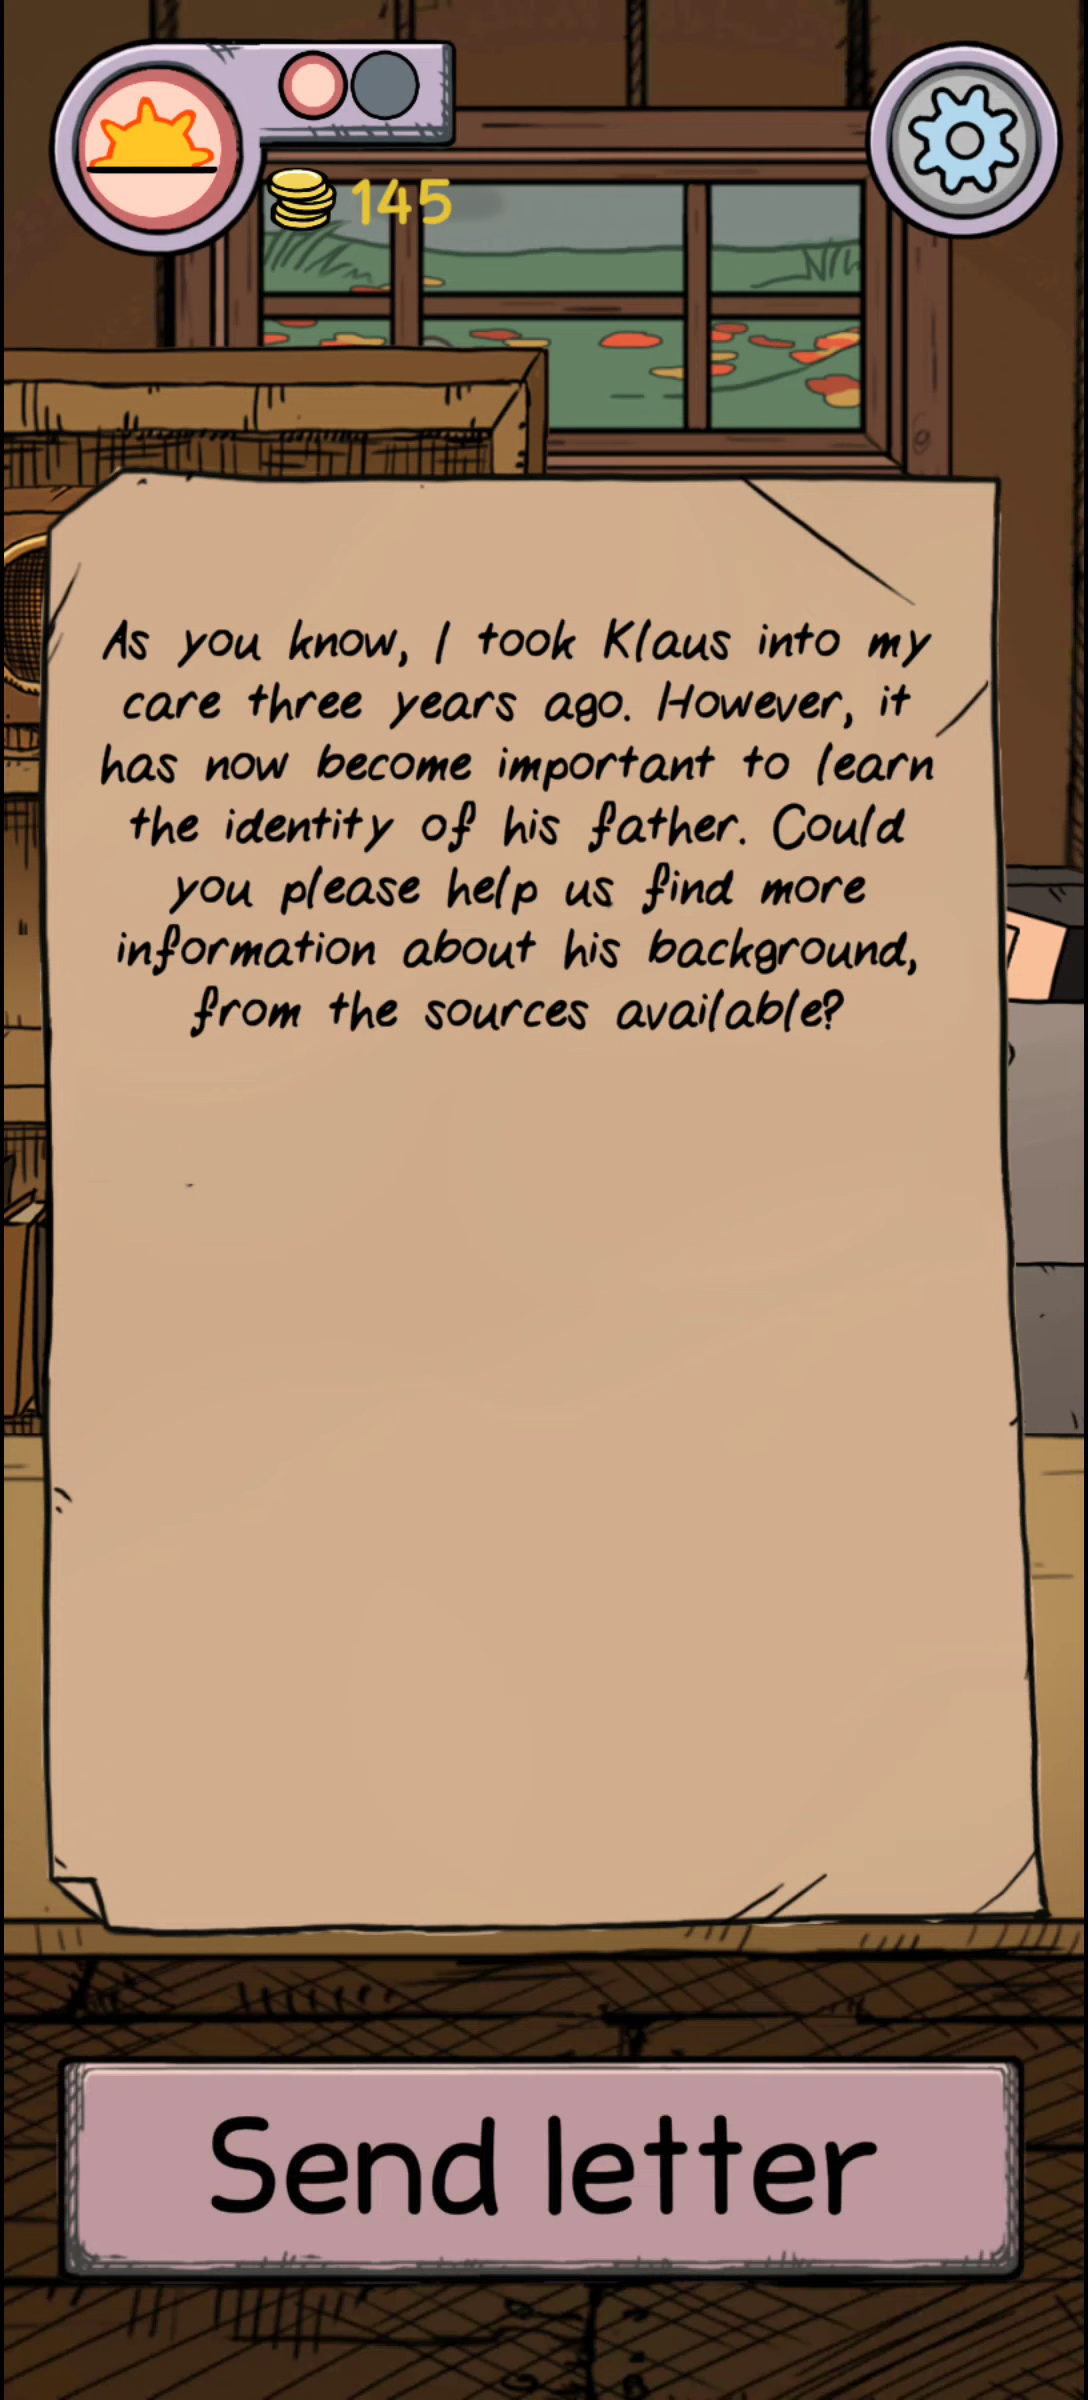 145
As you know, I took Klaus into my
care three years ago. However, it
has now become important to learn
the identity of his father. Could
you please help us find more
information about his background,
from the sources available?
Send letter